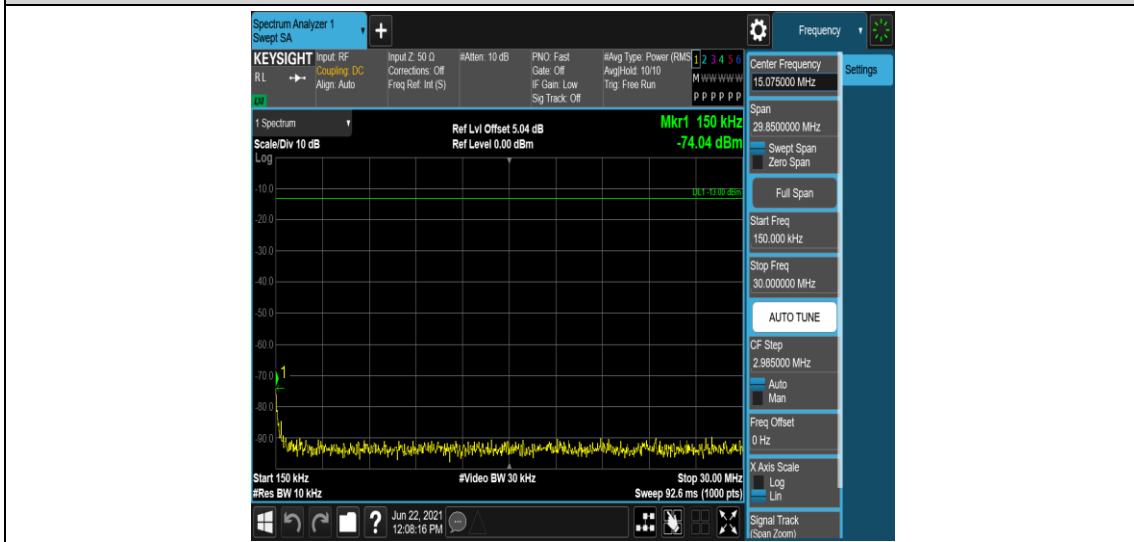 Spectrum Analyzer 1
Swept SA
+
Frequency
KEYSIGHT
RL
LXI
Input: RF
Coupling: DC
Align: Auto
Input Z: 50 Ω
Corrections: Off
Freq Ref: Int (S)
#Atten: 10 dB
PNO: Fast
Gate: Off
IF Gain: Low
Sig Track: Off
#Avg Type: Power (RMS
Avg|Hold: 10/10
Trig: Free Run
1 2 3 4 5 6
M W W W W W
P P P P P P
1 Spectrum
Scale/Div 10 dB
Log
Ref Lvl Offset 5.04 dB
Ref Level 0.00 dBm
Mkr1 150 kHz
-74.04 dBm
DL1 -13.00 dBm
-10.0
-20.0
-30.0
-40.0
-50.0
-60.0
-70.0
1
-80.0
-90.0
Start 150 kHz
#Res BW 10 kHz
#Video BW 30 kHz
Stop 30.00 MHz
Sweep 92.6 ms (1000 pts)
?
Jun 22, 2021
12:08:16 PM
Center Frequency
15.075000 MHz
Settings
Span
29.8500000 MHz
Swept Span
Zero Span
Full Span
Start Freq
150.000 kHz
Stop Freq
30.000000 MHz
AUTO TUNE
CF Step
2.985000 MHz
Auto
Man
Freq Offset
0 Hz
X Axis Scale
Log
Lin
Signal Track
(Span Zoom)